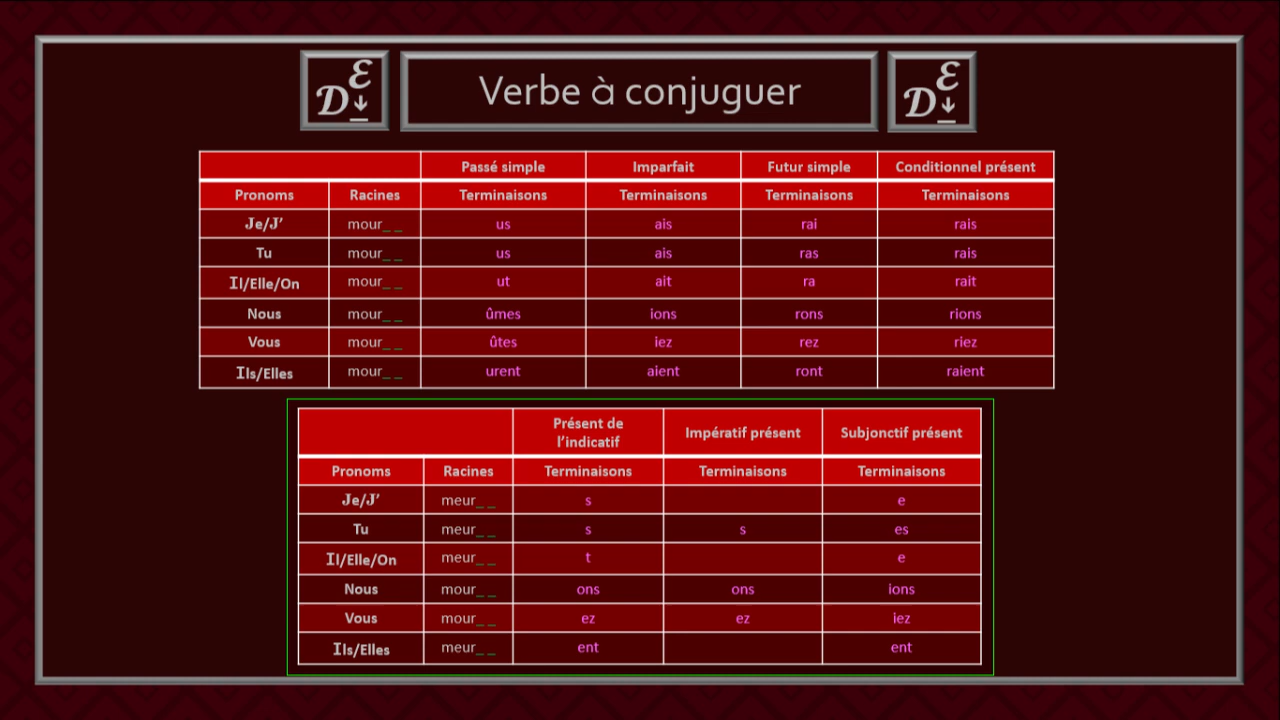 D ℰ ↓
Verbe à conjuguer
D ℰ ↓
Passé simple Imparfait Futur simple Conditionnel présent
Pronoms Racines Terminaisons Terminaisons Terminaisons Terminaisons
Je/J’ mour_ _ us ais rai rais
Tu mour_ _ us ais ras rais
Il/Elle/On mour_ _ ut ait ra rait
Nous mour_ _ ûmes ions rons rions
Vous mour_ _ ûtes iez rez riez
Ils/Elles mour_ _ urent aient ront raient
Présent de
l’indicatif Impératif présent Subjonctif présent
Pronoms Racines Terminaisons Terminaisons Terminaisons
Je/J’ meur_ _ s e
Tu meur_ _ s s es
Il/Elle/On meur_ _ t e
Nous mour_ _ ons ons ions
Vous mour_ _ ez ez iez
Ils/Elles meur_ _ ent ent